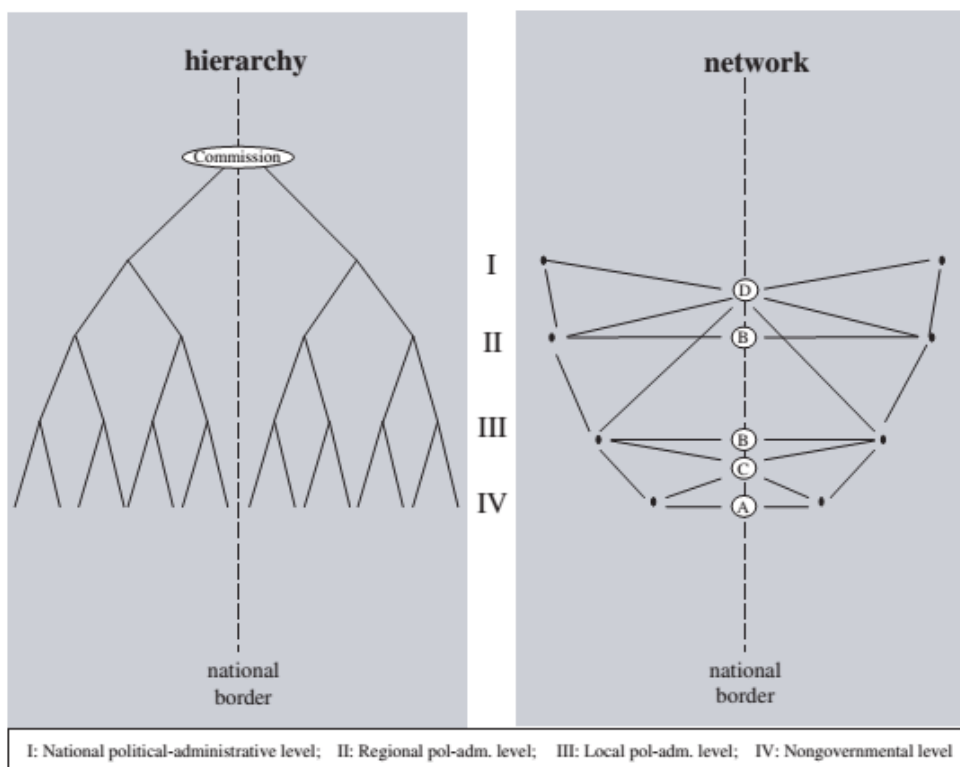 hierarchy
Commission
national
border
I
II
III
IV
network
D
B
B
C
A
national
border
I: National political-administrative level; II: Regional pol-adm. level; III: Local pol-adm. level; IV: Nongovernmental level